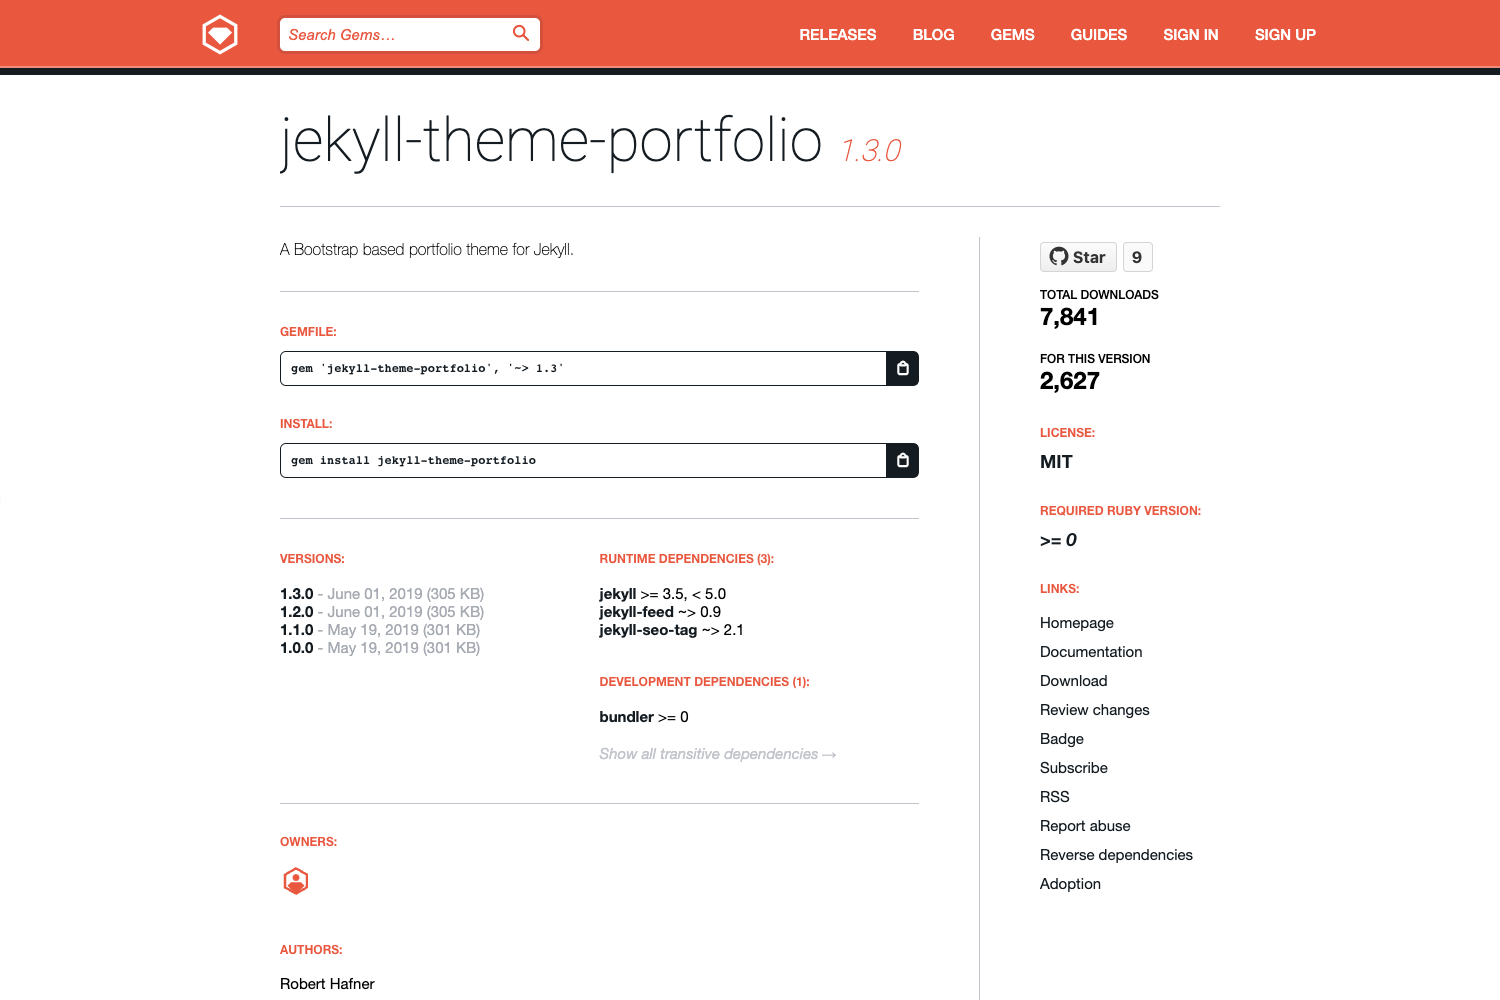 Search Gems…
RELEASES
BLOG
GEMS
GUIDES
SIGN IN
SIGN UP
jekyll-theme-portfolio 1.3.0
A Bootstrap based portfolio theme for Jekyll.
GEMFILE:
gem 'jekyll-theme-portfolio', '~> 1.3'
INSTALL:
gem install jekyll-theme-portfolio
VERSIONS:
1.3.0 - June 01, 2019 (305 KB)
1.2.0 - June 01, 2019 (305 KB)
1.1.0 - May 19, 2019 (301 KB)
1.0.0 - May 19, 2019 (301 KB)
RUNTIME DEPENDENCIES (3):
jekyll >= 3.5, < 5.0
jekyll-feed ~> 0.9
jekyll-seo-tag ~> 2.1
DEVELOPMENT DEPENDENCIES (1):
bundler >= 0
Show all transitive dependencies →
OWNERS:
AUTHORS:
Robert Hafner
Star 9
TOTAL DOWNLOADS
7,841
FOR THIS VERSION
2,627
LICENSE:
MIT
REQUIRED RUBY VERSION:
>= 0
LINKS:
Homepage
Documentation
Download
Review changes
Badge
Subscribe
RSS
Report abuse
Reverse dependencies
Adoption